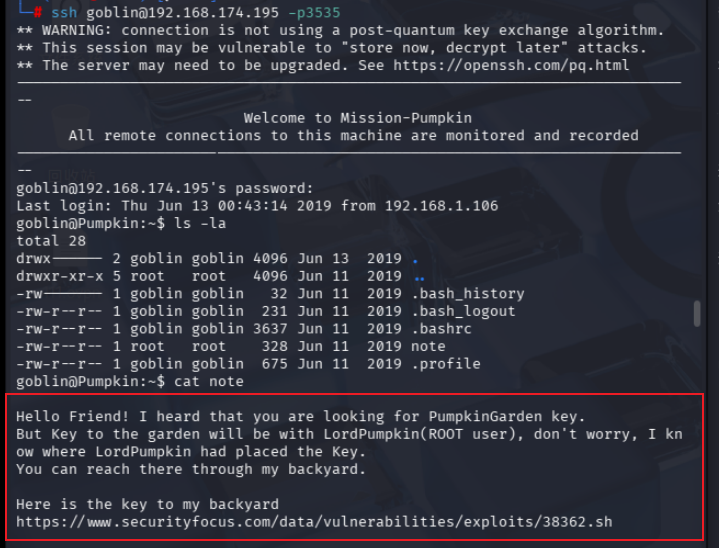 └─# ssh goblin@192.168.174.195 -p3535
** WARNING: connection is not using a post-quantum key exchange algorithm.
** This session may be vulnerable to "store now, decrypt later" attacks.
** The server may need to be upgraded. See https://openssh.com/pq.html
---------------------------------------------------------------------------
--
Welcome to Mission-Pumpkin
All remote connections to this machine are monitored and recorded
---------------------------------------------------------------------------
--
goblin@192.168.174.195's password:
Last login: Thu Jun 13 00:43:14 2019 from 192.168.1.106
goblin@Pumpkin:~$ ls -la
total 28
drwx------ 2 goblin goblin 4096 Jun 13  2019 .
drwxr-xr-x 5 root   root   4096 Jun 11  2019 ..
-rw------- 1 goblin goblin   32 Jun 11  2019 .bash_history
-rw-r--r-- 1 goblin goblin  231 Jun 11  2019 .bash_logout
-rw-r--r-- 1 goblin goblin 3637 Jun 11  2019 .bashrc
-rw-r--r-- 1 root   root    328 Jun 11  2019 note
-rw-r--r-- 1 goblin goblin  675 Jun 11  2019 .profile
goblin@Pumpkin:~$ cat note
Hello Friend! I heard that you are looking for PumpkinGarden key.
But Key to the garden will be with LordPumpkin(ROOT user), don't worry, I kn
ow where LordPumpkin had placed the Key.
You can reach there through my backyard.
Here is the key to my backyard
https://www.securityfocus.com/data/vulnerabilities/exploits/38362.sh